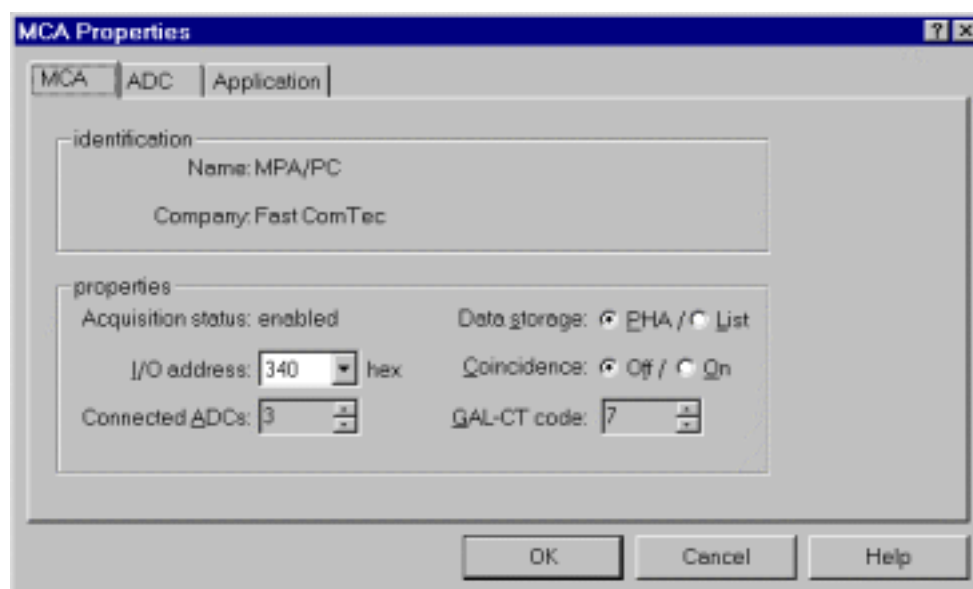 MCA Properties
MCA ADC Application
identification
Name: MPA/PC
Company: Fast ComTec
properties
Acquisition status: enabled Data storage: PHA / List
I/O address: 340 hex Coincidence: Off / On
Connected ADCs: 3 GAL-CT code: 7
OK Cancel Help